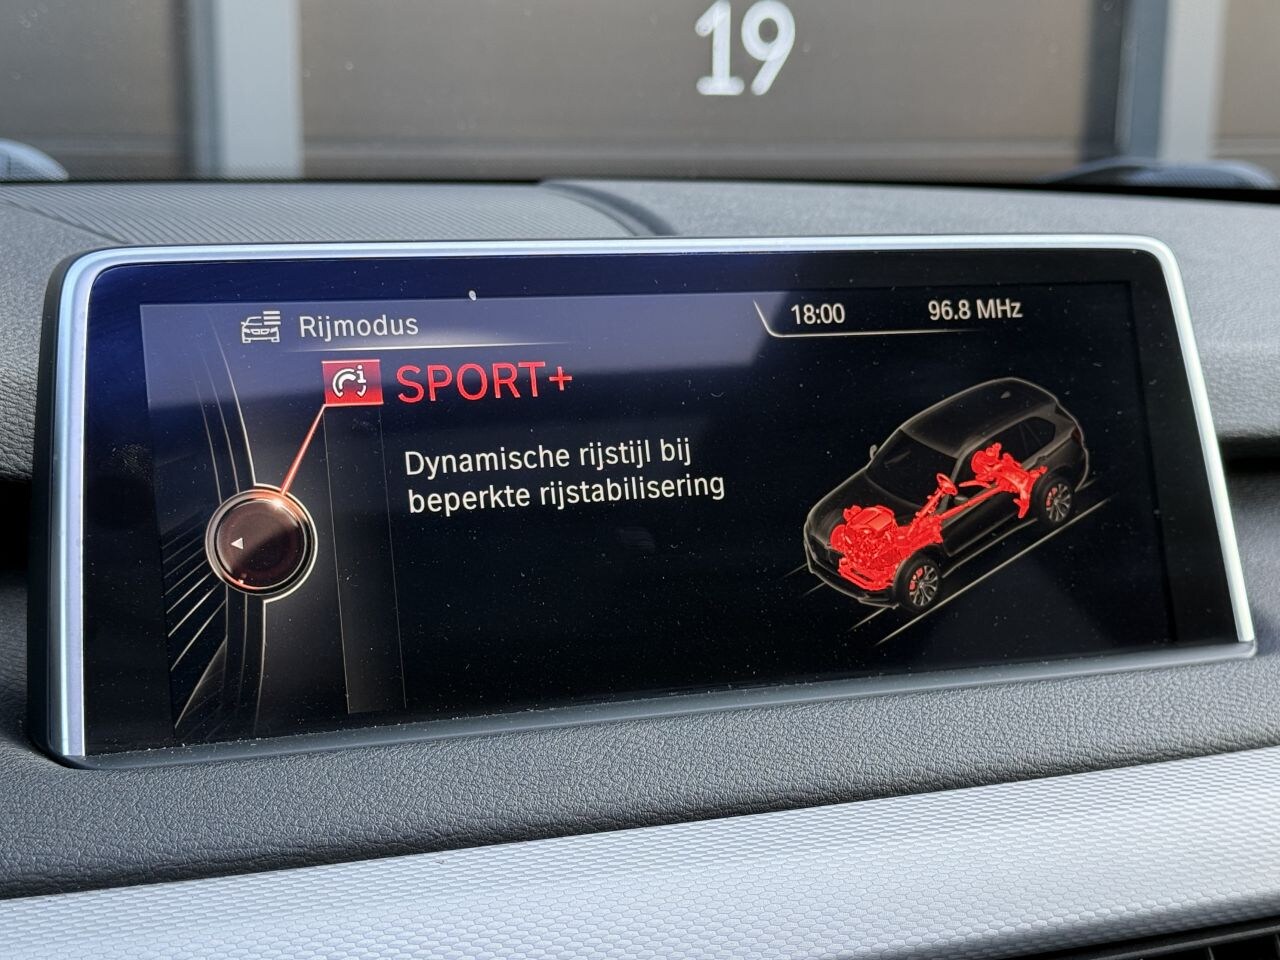 19
Rijmodus
18:00
96.8 MHz
SPORT+
Dynamische rijstijl bij
beperkte rijstabilisering